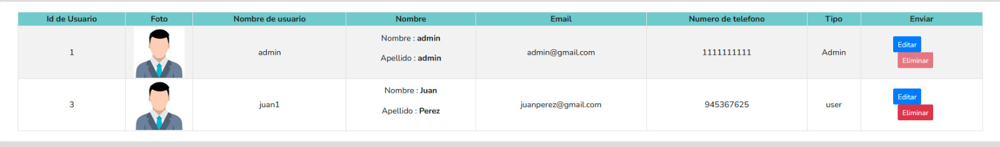 Id de Usuario Foto Nombre de usuario Nombre Email Numero de telefono Tipo Enviar
Nombre : admin
1 admin admin@gmail.com 1111111111 Admin
Editar
Apellido : admin
Eliminar
Nombre : Juan
3 juan1 juanperez@gmail.com 945367625 user
Editar
Apellido : Perez
Eliminar